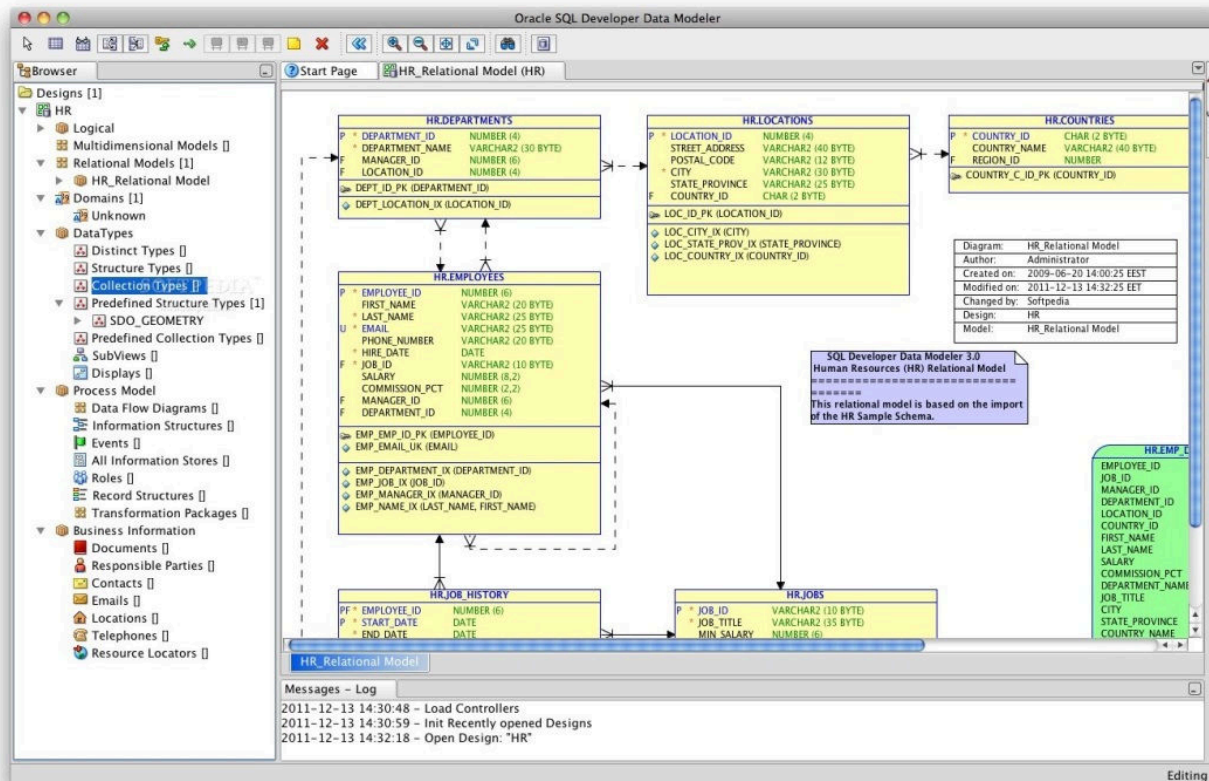 Oracle SQL Developer Data Modeler
Browser
Designs [1]
HR
Logical
Multidimensional Models []
Relational Models [1]
HR_Relational Model
Domains [1]
Unknown
DataTypes
Distinct Types []
Structure Types []
Collection Types []
Predefined Structure Types [1]
SDO_GEOMETRY
Predefined Collection Types []
SubViews []
Displays []
Process Model
Data Flow Diagrams []
Information Structures []
Events []
All Information Stores []
Roles []
Record Structures []
Transformation Packages []
Business Information
Documents []
Responsible Parties []
Contacts []
Emails []
Locations []
Telephones []
Resource Locators []
Start Page
HR_Relational Model (HR)
HR.DEPARTMENTS
P * DEPARTMENT_ID NUMBER (4)
* DEPARTMENT_NAME VARCHAR2 (30 BYTE)
F MANAGER_ID NUMBER (6)
F LOCATION_ID NUMBER (4)
DEPT_ID_PK (DEPARTMENT_ID)
DEPT_LOCATION_IX (LOCATION_ID)
HR.LOCATIONS
P * LOCATION_ID NUMBER (4)
STREET_ADDRESS VARCHAR2 (40 BYTE)
POSTAL_CODE VARCHAR2 (12 BYTE)
* CITY VARCHAR2 (30 BYTE)
STATE_PROVINCE VARCHAR2 (25 BYTE)
F COUNTRY_ID CHAR (2 BYTE)
LOC_ID_PK (LOCATION_ID)
LOC_CITY_IX (CITY)
LOC_STATE_PROV_IX (STATE_PROVINCE)
LOC_COUNTRY_IX (COUNTRY_ID)
HR.COUNTRIES
P * COUNTRY_ID CHAR (2 BYTE)
COUNTRY_NAME VARCHAR2 (40 BYTE)
F REGION_ID NUMBER
COUNTRY_C_ID_PK (COUNTRY_ID)
Diagram: HR_Relational Model
Author: Administrator
Created on: 2009-06-20 14:00:25 EEST
Modified on: 2011-12-13 14:32:25 EET
Changed by: Softpedia
Design: HR
Model: HR_Relational Model
HR.EMPLOYEES
P * EMPLOYEE_ID NUMBER (6)
FIRST_NAME VARCHAR2 (20 BYTE)
* LAST_NAME VARCHAR2 (25 BYTE)
U * EMAIL VARCHAR2 (25 BYTE)
PHONE_NUMBER VARCHAR2 (20 BYTE)
* HIRE_DATE DATE
F * JOB_ID VARCHAR2 (10 BYTE)
SALARY NUMBER (8,2)
COMMISSION_PCT NUMBER (2,2)
F MANAGER_ID NUMBER (6)
F DEPARTMENT_ID NUMBER (4)
EMP_EMP_ID_PK (EMPLOYEE_ID)
EMP_EMAIL_UK (EMAIL)
EMP_DEPARTMENT_IX (DEPARTMENT_ID)
EMP_JOB_IX (JOB_ID)
EMP_MANAGER_IX (MANAGER_ID)
EMP_NAME_IX (LAST_NAME, FIRST_NAME)
SQL Developer Data Modeler 3.0
Human Resources (HR) Relational Model
============================
=======
This relational model is based on the import
of the HR Sample Schema.
HR.EMP_D
EMPLOYEE_ID
JOB_ID
MANAGER_ID
DEPARTMENT_ID
LOCATION_ID
COUNTRY_ID
FIRST_NAME
LAST_NAME
SALARY
COMMISSION_PCT
DEPARTMENT_NAME
JOB_TITLE
CITY
STATE_PROVINCE
COUNTRY_NAME
HR.JOB_HISTORY
PF * EMPLOYEE_ID NUMBER (6)
P * START_DATE DATE
* END_DATE DATE
HR.JOBS
P * JOB_ID VARCHAR2 (10 BYTE)
* JOB_TITLE VARCHAR2 (35 BYTE)
MIN_SALARY NUMBER (6)
HR_Relational Model
Messages - Log
2011-12-13 14:30:48 - Load Controllers
2011-12-13 14:30:59 - Init Recently opened Designs
2011-12-13 14:32:18 - Open Design: "HR"
Editing